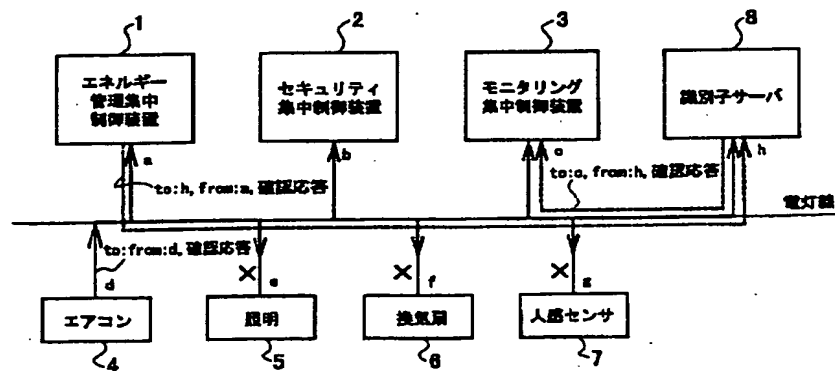 1
2
3
8
エネルギー
管理集中
制御装置
セキュリティ
集中制御装置
モニタリング
集中制御装置
識別子サーバ
a
b
c
h
to:h,from:a,確認応答
to:c,from:h,確認応答
電灯線
to:from:d,確認応答
d
e
f
g
エアコン
照明
換気扇
人感センサ
4
5
6
7